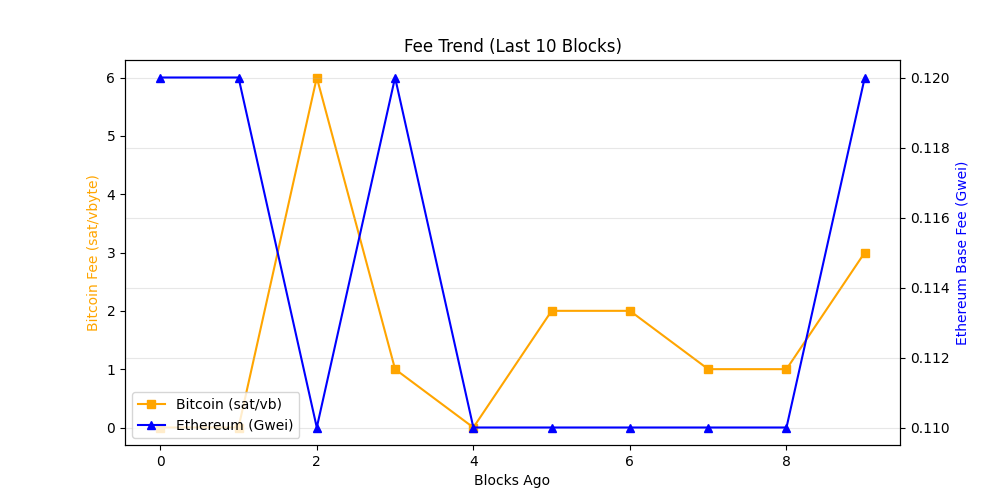 Fee Trend (Last 10 Blocks)
Bitcoin Fee (sat/vbyte)
6
5
4
3
2
1
0
Bitcoin (sat/vb)
Ethereum (Gwei)
0 2 4 6 8
Blocks Ago
0.120
0.118
0.116
0.114
0.112
0.110
Ethereum Base Fee (Gwei)